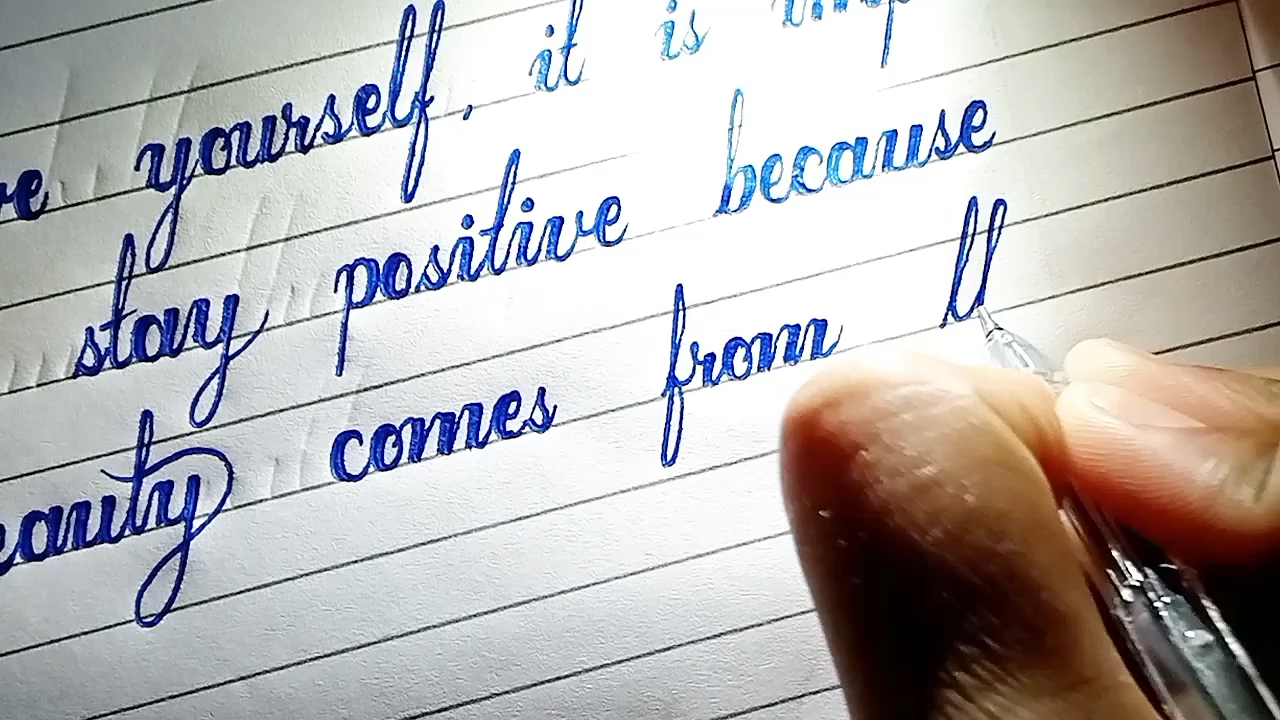 yourself, it is
stay positive because
comes from